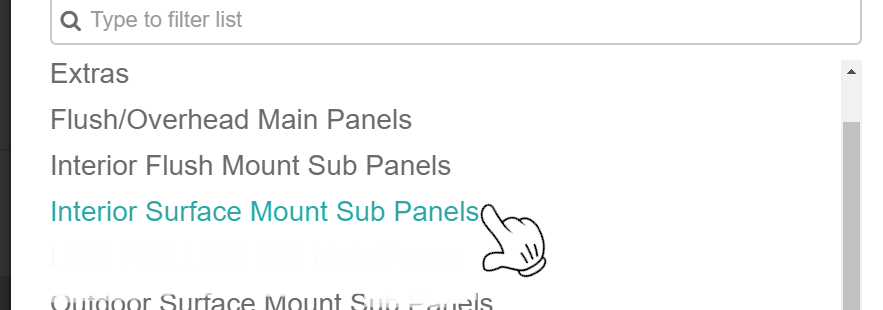 Type to filter list
Extras
Flush/Overhead Main Panels
Interior Flush Mount Sub Panels
Interior Surface Mount Sub Panels
Outdoor Surface Mount Sub Panels